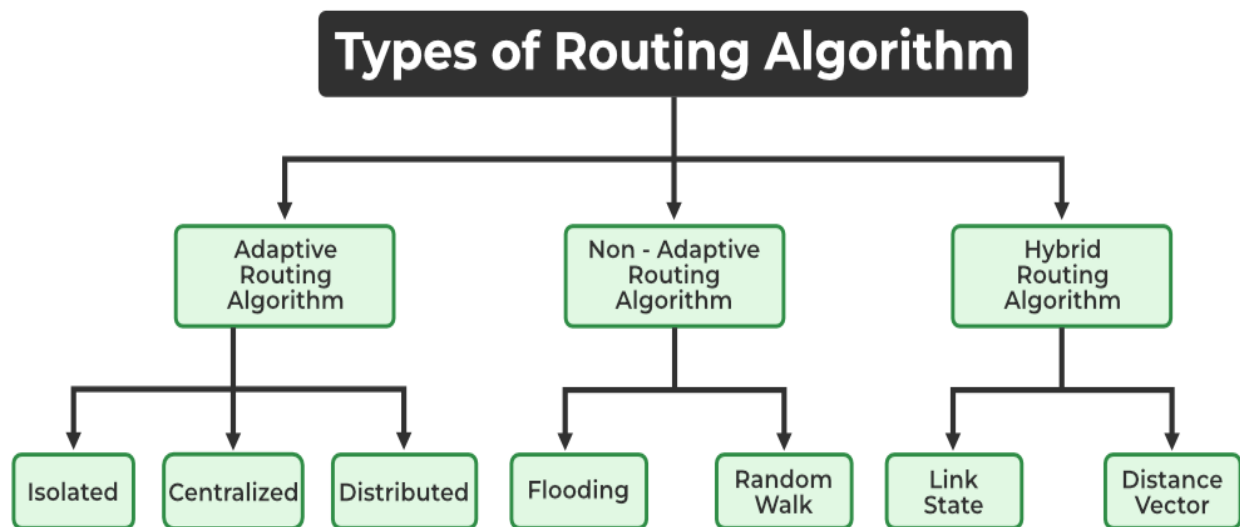 Types of Routing Algorithm
Adaptive
Routing
Algorithm
Non - Adaptive
Routing
Algorithm
Hybrid
Routing
Algorithm
Isolated
Centralized
Distributed
Flooding
Random
Walk
Link
State
Distance
Vector